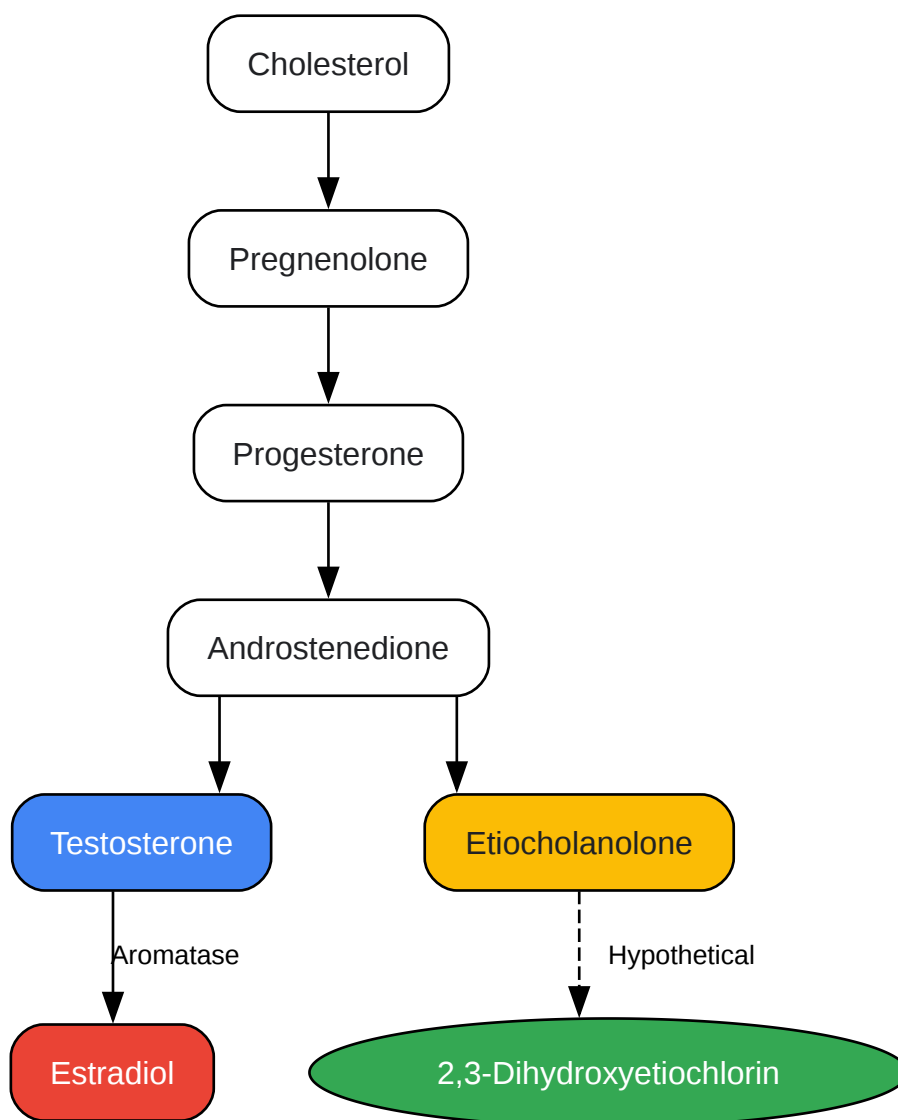 Cholesterol
Pregnenolone
Progesterone
Androstenedione
Testosterone
Etiocholanolone
Aromatase
Hypothetical
Estradiol
2,3-Dihydroxyetiochlorin